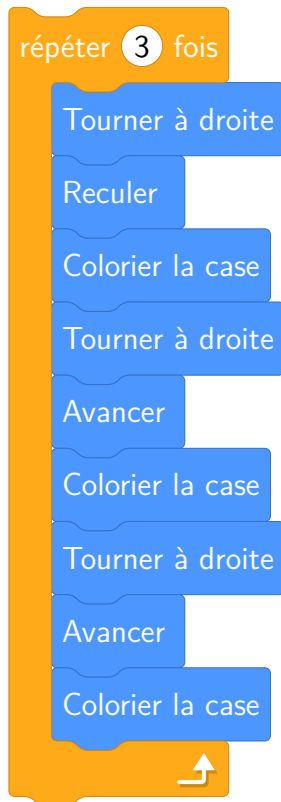 répéter 3 fois
Tourner à droite
Reculer
Colorier la case
Tourner à droite
Avancer
Colorier la case
Tourner à droite
Avancer
Colorier la case